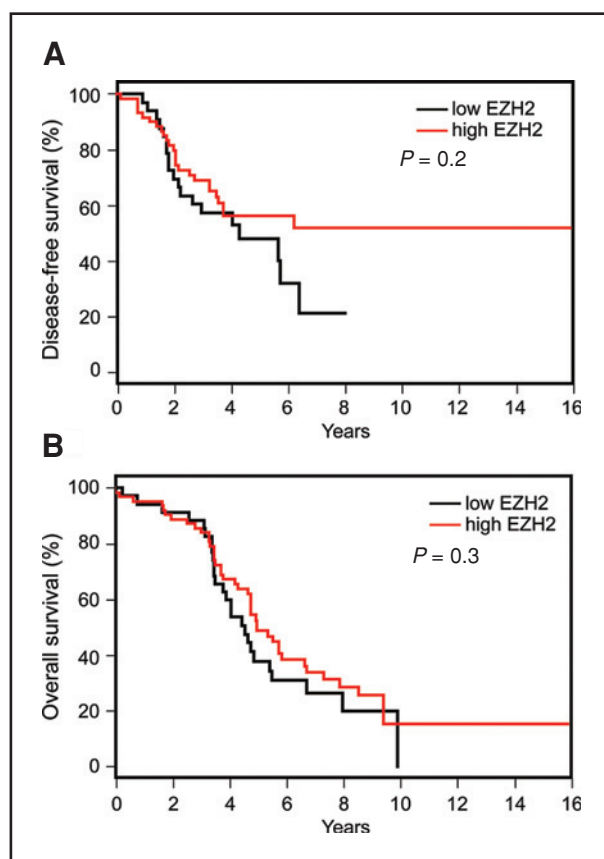 A
Disease-free survival (%)
100
80
60
40
20
0
low EZH2
high EZH2
P = 0.2
0 2 4 6 8 10 12 14 16
Years
B
Overall survival (%)
100
80
60
40
20
0
low EZH2
high EZH2
P = 0.3
0 2 4 6 8 10 12 14 16
Years